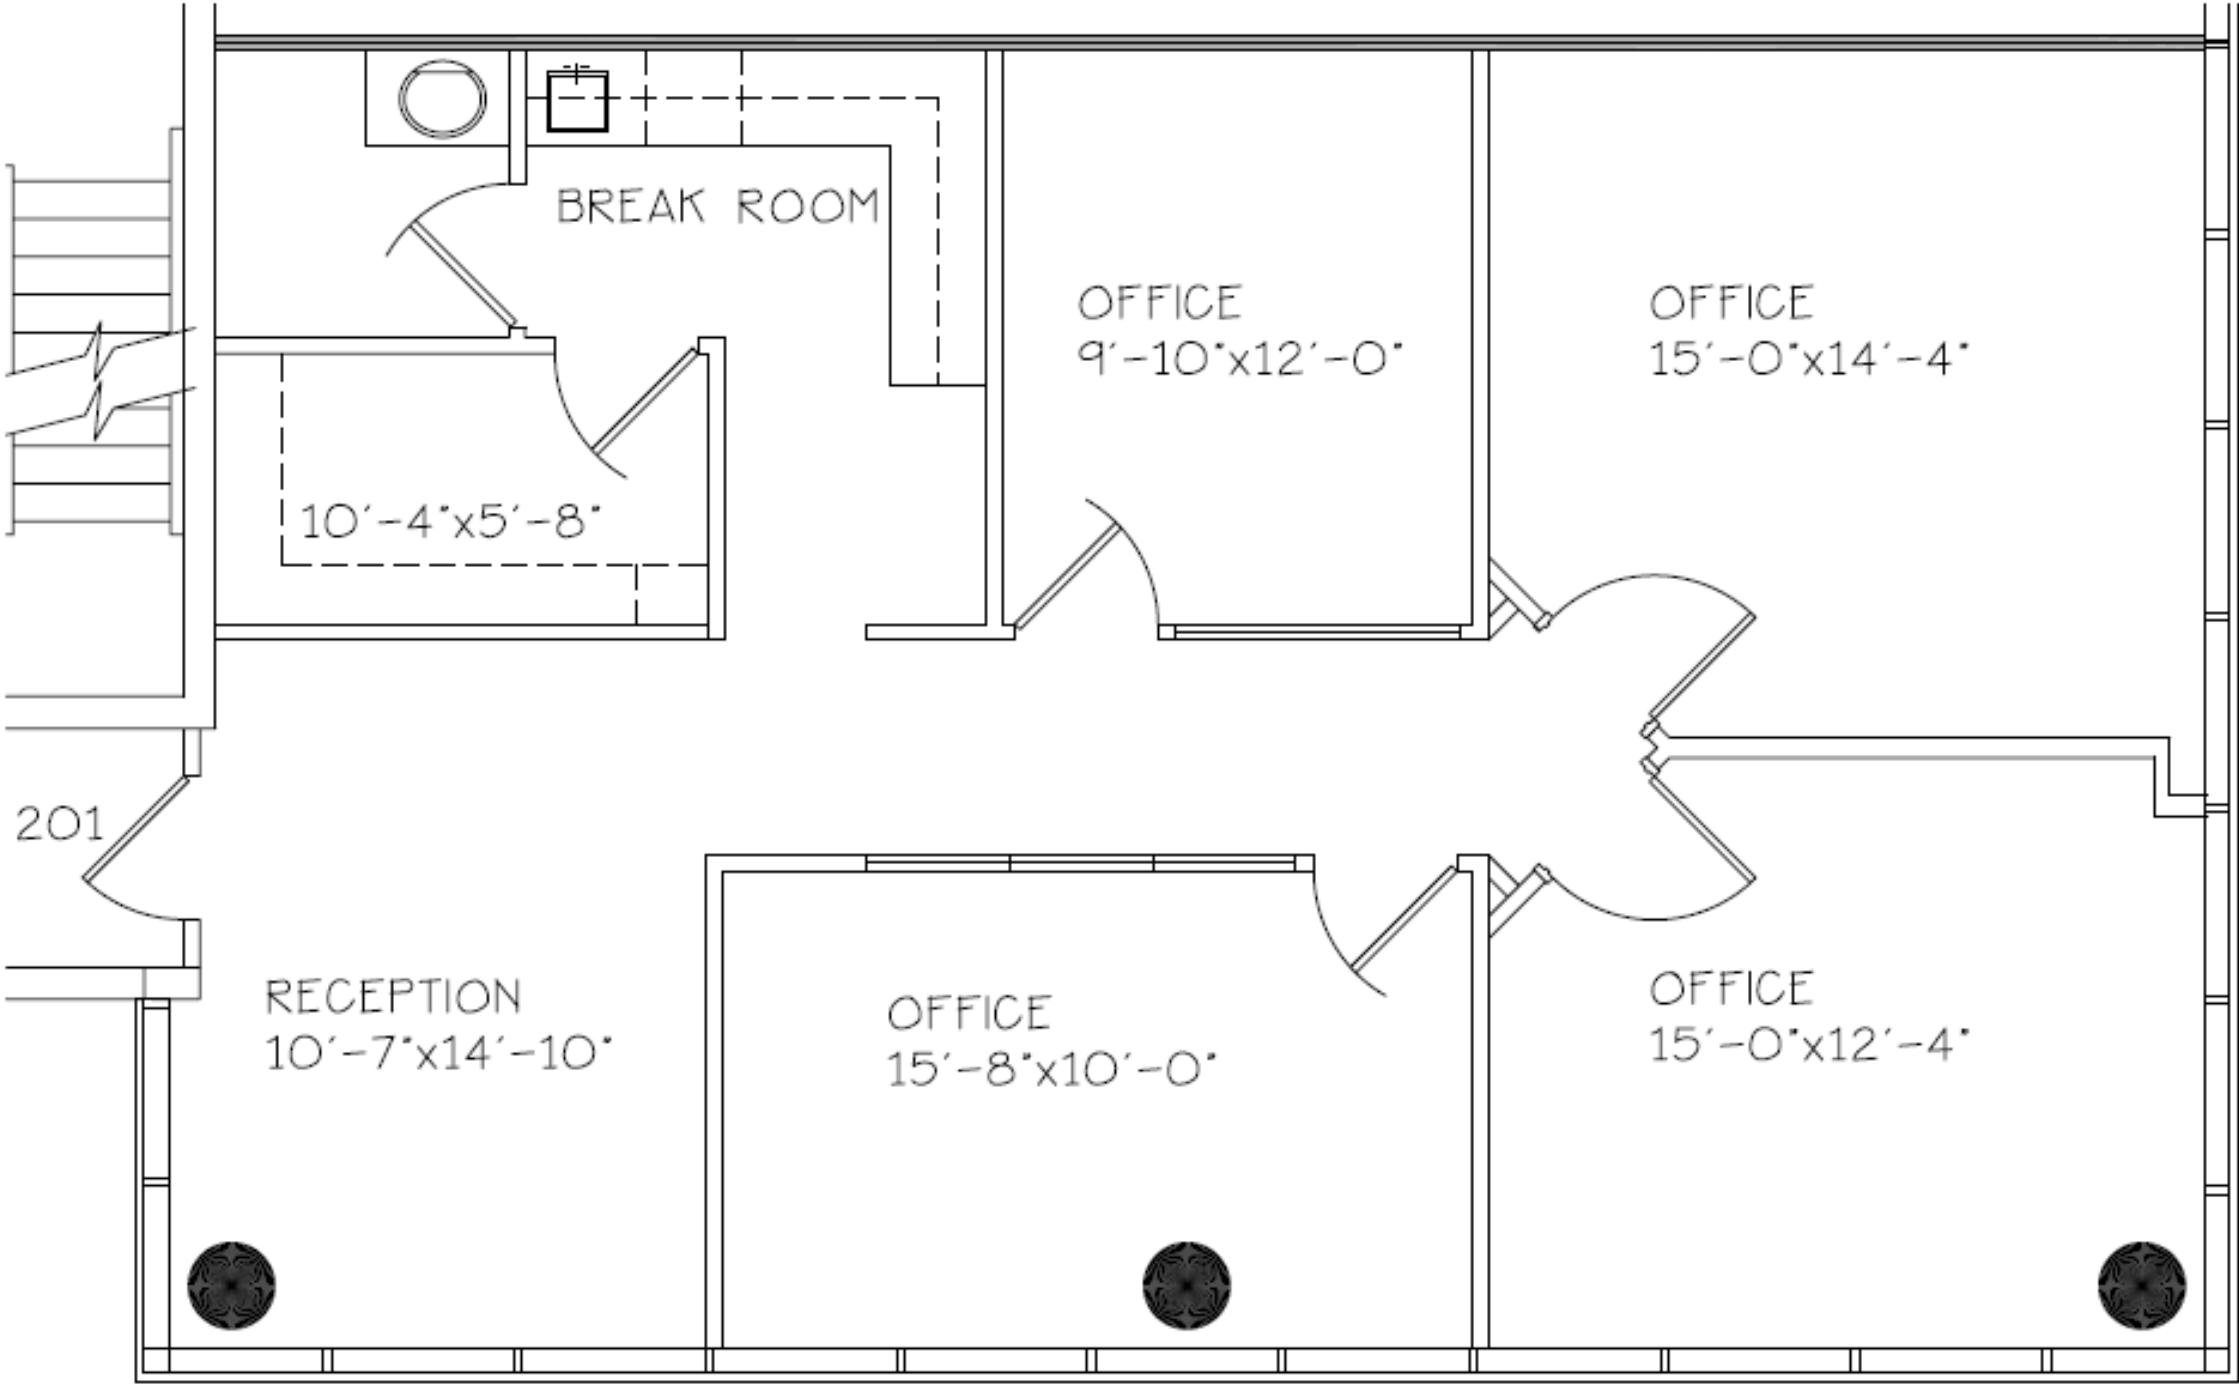 BREAK ROOM
OFFICE
9'-10"x12'-0"
OFFICE
15'-0"x14'-4"
10'-4"x5'-8"
201
RECEPTION
10'-7"x14'-10"
OFFICE
15'-8"x10'-0"
OFFICE
15'-0"x12'-4"